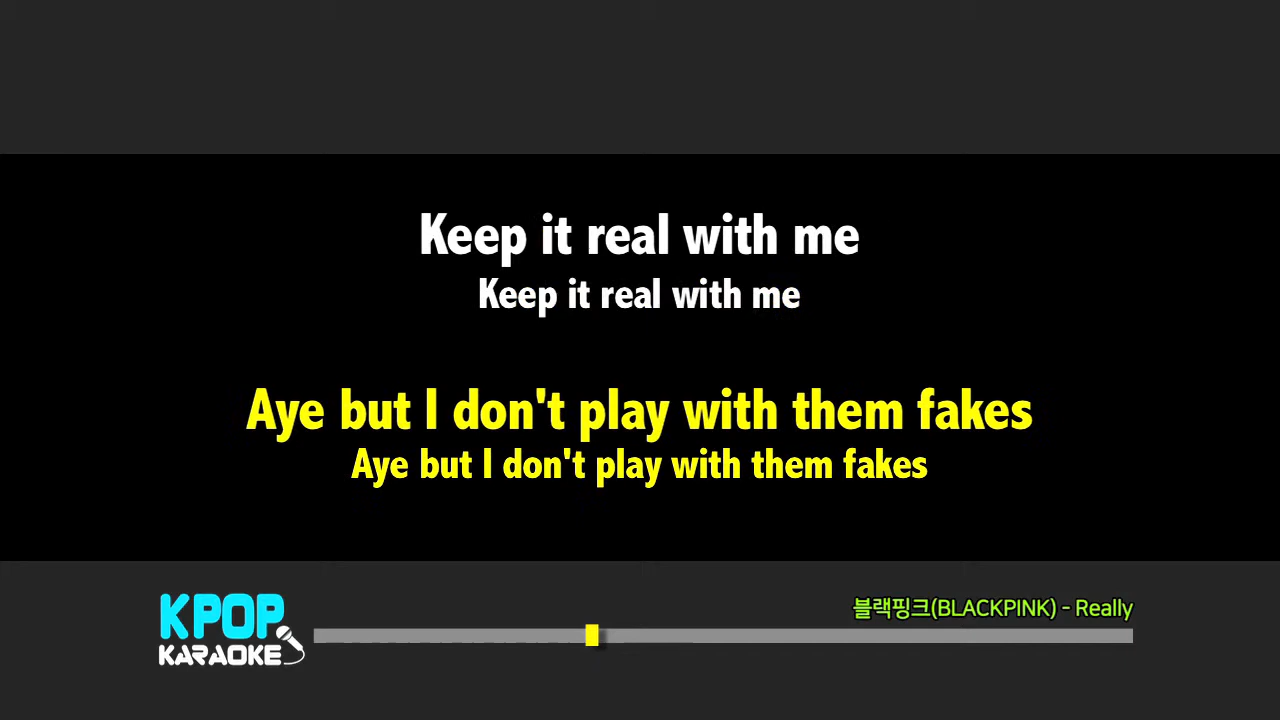 Keep it real with me
Keep it real with me
Aye but I don't play with them fakes
Aye but I don't play with them fakes
블랙핑크(BLACKPINK) - Really
KPOP
KARAOKE